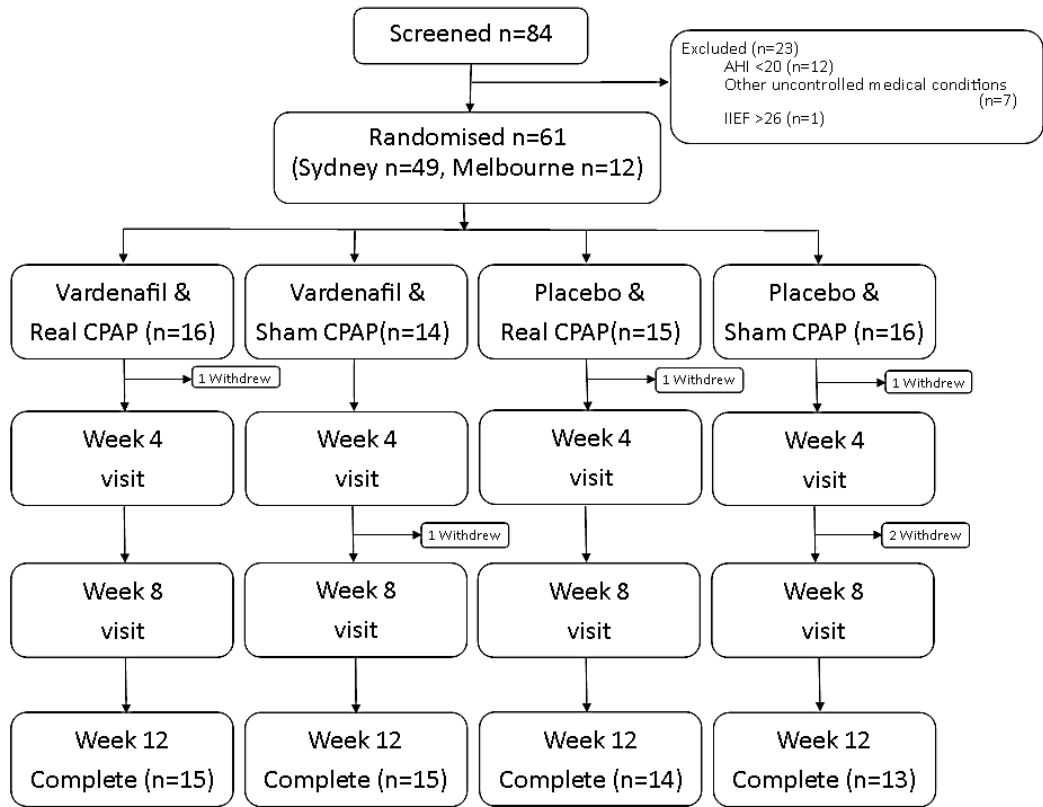 Screened n=84
Excluded (n=23)
AHI <20 (n=12)
Other uncontrolled medical conditions
(n=7)
IIEF >26 (n=1)
Randomised n=61
(Sydney n=49, Melbourne n=12)
Vardenafil &
Real CPAP (n=16)
Vardenafil &
Sham CPAP(n=14)
Placebo &
Real CPAP(n=15)
Placebo &
Sham CPAP (n=16)
1 Withdrew
1 Withdrew
1 Withdrew
Week 4
visit
Week 4
visit
Week 4
visit
Week 4
visit
1 Withdrew
2 Withdrew
Week 8
visit
Week 8
visit
Week 8
visit
Week 8
visit
Week 12
Complete (n=15)
Week 12
Complete (n=15)
Week 12
Complete (n=14)
Week 12
Complete (n=13)